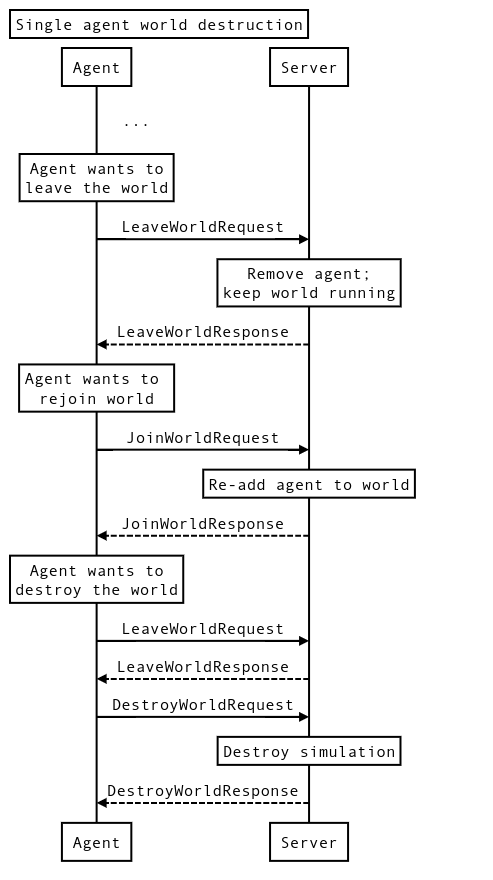 Single agent world destruction
Agent
Server
...
Agent wants to
leave the world
LeaveWorldRequest
Remove agent;
keep world running
LeaveWorldResponse
Agent wants to
rejoin world
JoinWorldRequest
Re-add agent to world
JoinWorldResponse
Agent wants to
destroy the world
LeaveWorldRequest
LeaveWorldResponse
DestroyWorldRequest
Destroy simulation
DestroyWorldResponse
Agent
Server